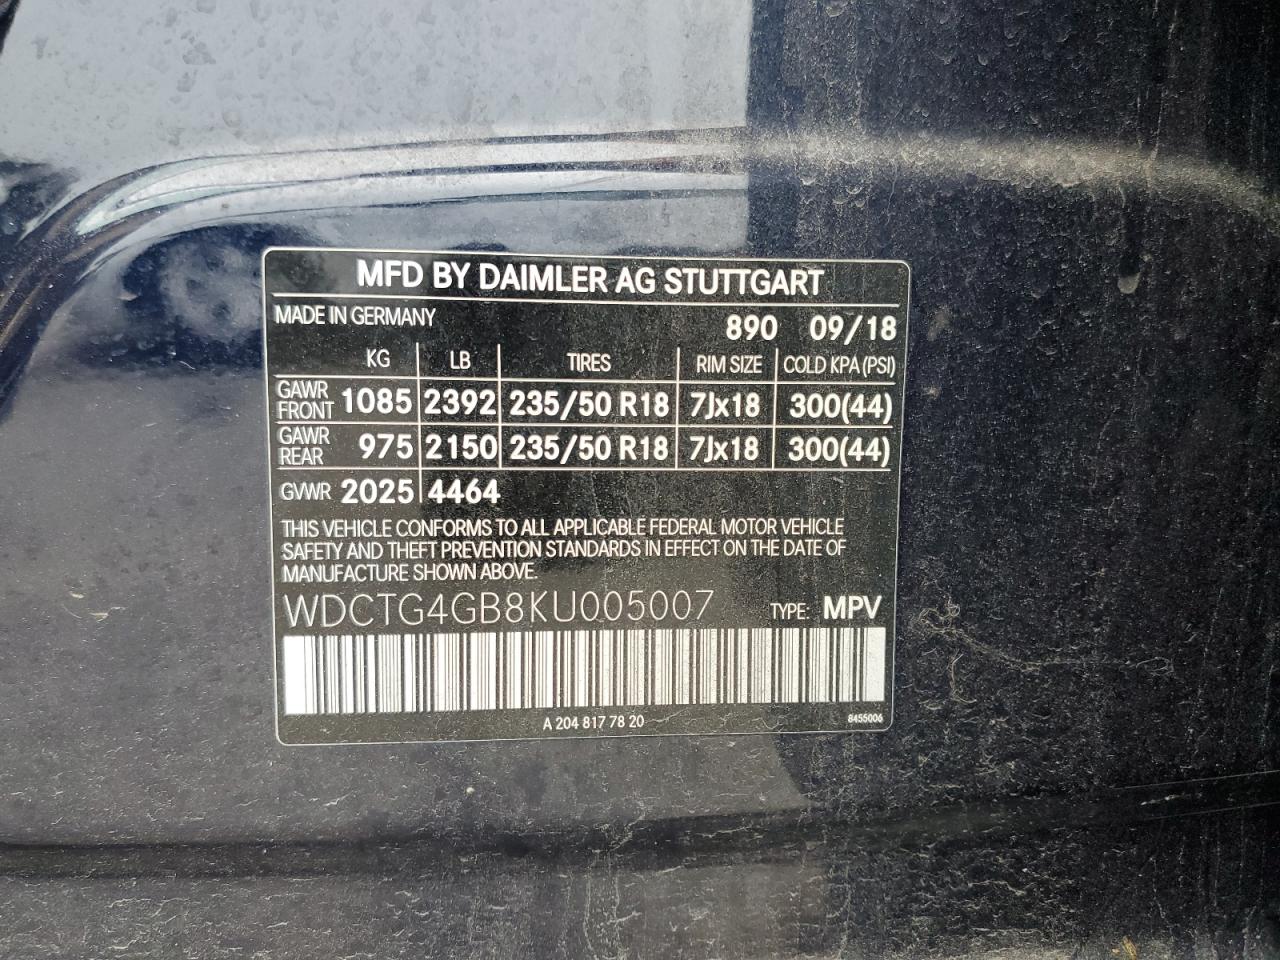 MFD BY DAIMLER AG STUTTGART
MADE IN GERMANY
890 09/18
KG LB TIRES RIM SIZE COLD KPA (PSI)
GAWR FRONT 1085 2392 235/50 R18 7Jx18 300(44)
GAWR REAR 975 2150 235/50 R18 7Jx18 300(44)
GVWR 2025 4464
THIS VEHICLE CONFORMS TO ALL APPLICABLE FEDERAL MOTOR VEHICLE
SAFETY AND THEFT PREVENTION STANDARDS IN EFFECT ON THE DATE OF
MANUFACTURE SHOWN ABOVE.
WDCTG4GB8KU005007 TYPE: MPV
A 204 817 78 20 8455006